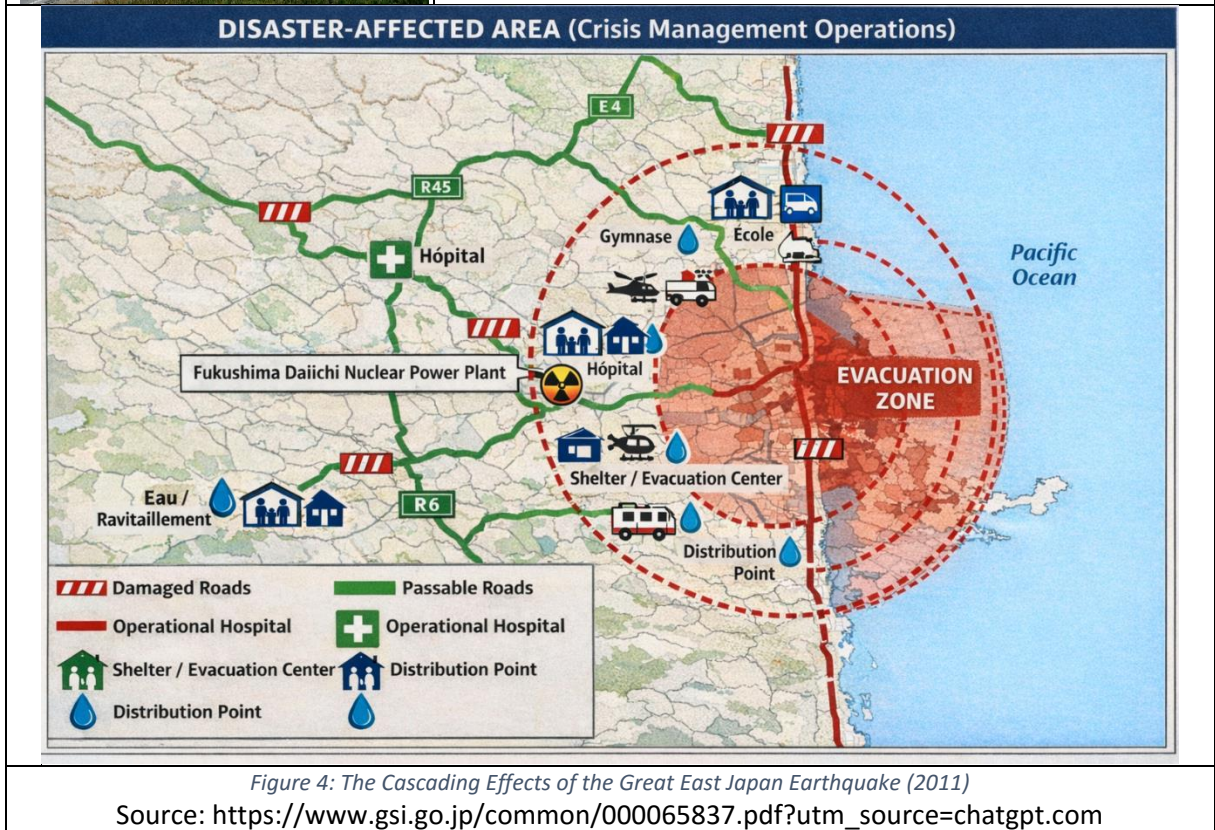 DISASTER-AFFECTED AREA (Crisis Management Operations)
E4
R45
Gymnase
École
Hópital
Pacific
Ocean
Fukushima Daiichi Nuclear Power Plant
Hópital
EVACUATION
ZONE
Shelter / Evacuation Center
Eau /
Ravitaillement
R6
Distribution
Point
Damaged Roads
Passable Roads
Operational Hospital
Operational Hospital
Shelter / Evacuation Center
Distribution Point
Distribution Point
Figure 4: The Cascading Effects of the Great East Japan Earthquake (2011)
Source: https://www.gsi.go.jp/common/000065837.pdf?utm_source=chatgpt.com